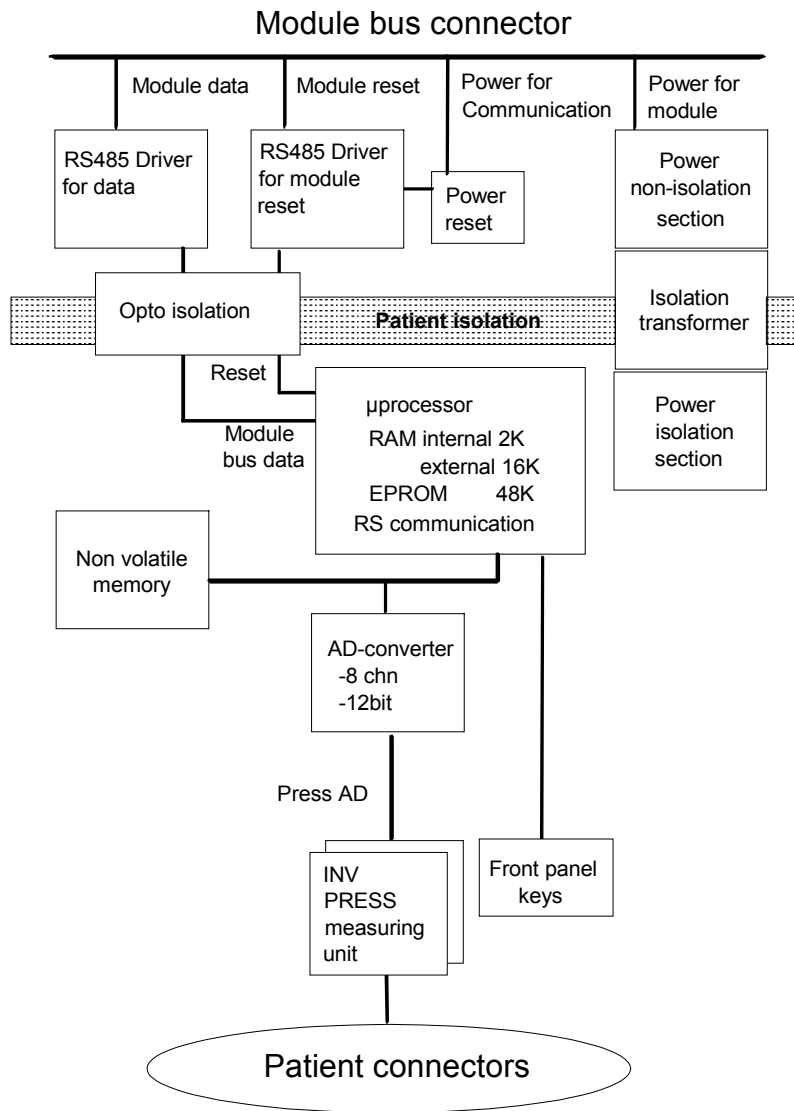 Module bus connector
Module data
Module reset
Power for
Communication
Power for
module
RS485 Driver
for data
RS485 Driver
for module
reset
Power
reset
Power
non-isolation
section
Opto isolation
Patient isolation
Isolation
transformer
Reset
Module
bus data
µprocessor
RAM internal 2K
external 16K
EPROM 48K
RS communication
Power
isolation
section
Non volatile
memory
AD-converter
-8 chn
-12bit
Press AD
INV
PRESS
measuring
unit
Front panel
keys
Patient connectors